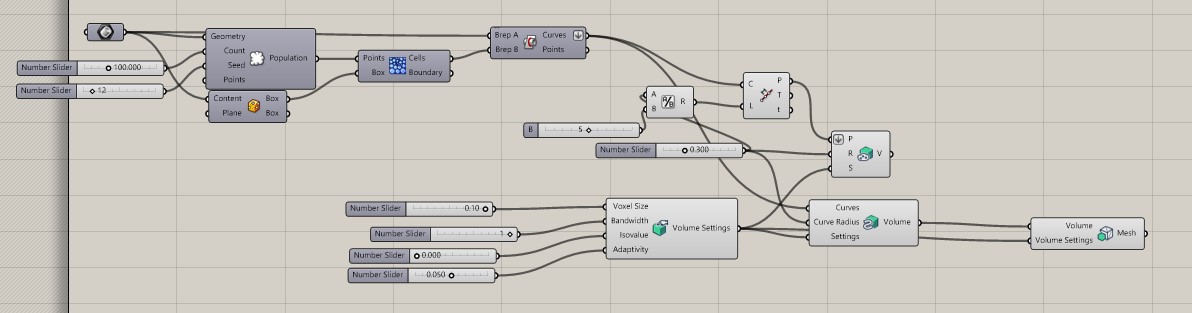 Geometry
Count
Seed
Points
Population
Number Slider 100.000
Number Slider 12
Content
Plane
Box
Box
Points
Box
Cells
Boundary
Brep A
Brep B
Curves
Points
A
B
R
B 5
Number Slider 0.300
C
L
P
T
t
P
R
S
V
Number Slider 0.10
Number Slider 1
Number Slider 0.000
Number Slider 0.050
Voxel Size
Bandwidth
Isovalue
Adaptivity
Volume Settings
Curves
Curve Radius
Settings
Volume
Volume
Volume Settings
Mesh